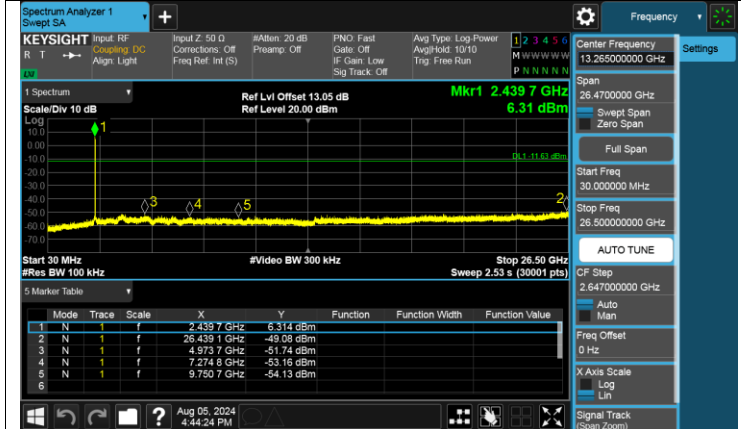 Spectrum Analyzer 1
Swept SA
Frequency
Settings
KEYSIGHT
R T
LXI
Input: RF
Coupling: DC
Align: Light
Input Z: 50 Ω
Corrections: Off
Freq Ref: Int (S)
#Atten: 20 dB
Preamp: Off
PNO: Fast
Gate: Off
IF Gain: Low
Sig Track: Off
Avg Type: Log-Power
Avg|Hold: 10/10
Trig: Free Run
1 2 3 4 5 6
M W W W W W
P N N N N N
1 Spectrum
Scale/Div 10 dB
Ref Lvl Offset 13.05 dB
Ref Level 20.00 dBm
Mkr1 2.439 7 GHz
6.31 dBm
Log
10.0
0.00
-10.0
-20.0
-30.0
-40.0
-50.0
-60.0
-70.0
1
3
4
5
2
DL1 -11.63 dBm
Start 30 MHz
#Video BW 300 kHz
Stop 26.50 GHz
#Res BW 100 kHz
Sweep 2.53 s (30001 pts)
5 Marker Table
Mode Trace Scale X Y Function Function Width Function Value
1 N 1 f 2.439 7 GHz 6.314 dBm
2 N 1 f 26.439 1 GHz -49.08 dBm
3 N 1 f 4.973 7 GHz -51.74 dBm
4 N 1 f 7.274 8 GHz -53.16 dBm
5 N 1 f 9.750 7 GHz -54.13 dBm
6
Aug 05, 2024
4:44:24 PM
Center Frequency
13.265000000 GHz
Span
26.4700000 GHz
Swept Span
Zero Span
Full Span
Start Freq
30.000000 MHz
Stop Freq
26.500000000 GHz
AUTO TUNE
CF Step
2.647000000 GHz
Auto
Man
Freq Offset
0 Hz
X Axis Scale
Log
Lin
Signal Track
(Span Zoom)